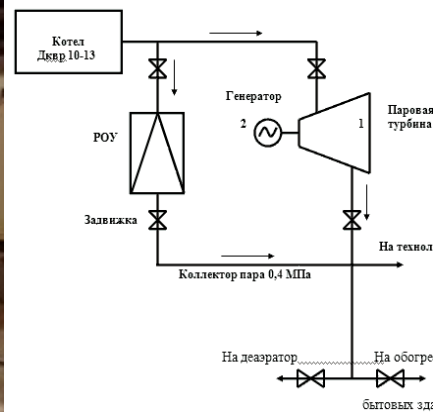 Котел
Дквр 10-13
Генератор
2
1
Паровая
турбина
РОУ
Задвижка
На технол
Коллектор пара 0,4 МПа
На деаэратор
На обогре
бытовых зда